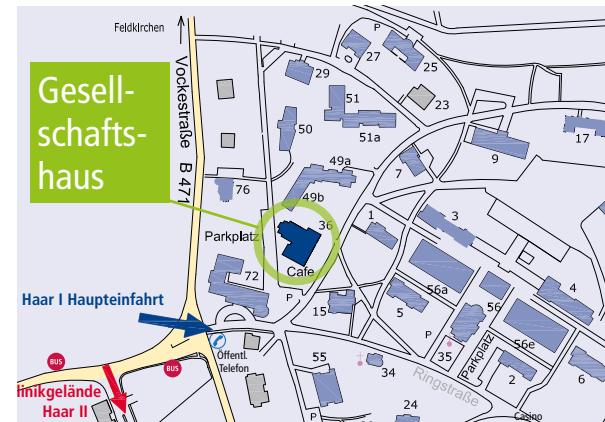 Feldkirchen
P
27
25
29
Gesell-
schafts-
haus
Vockestraße B 471
51
23
50
51a
9
17
49a
7
76
49b
36
1
3
Parkplatz
72
Cafe
56a
4
Haar I Haupteinfahrt
P
15
5
56
P
56e
35
Parkplatz
Öffentl.
Telefon
BUS
BUS
55
34
Ringstraße
2
6
linikgelände
Haar II
24
Casino